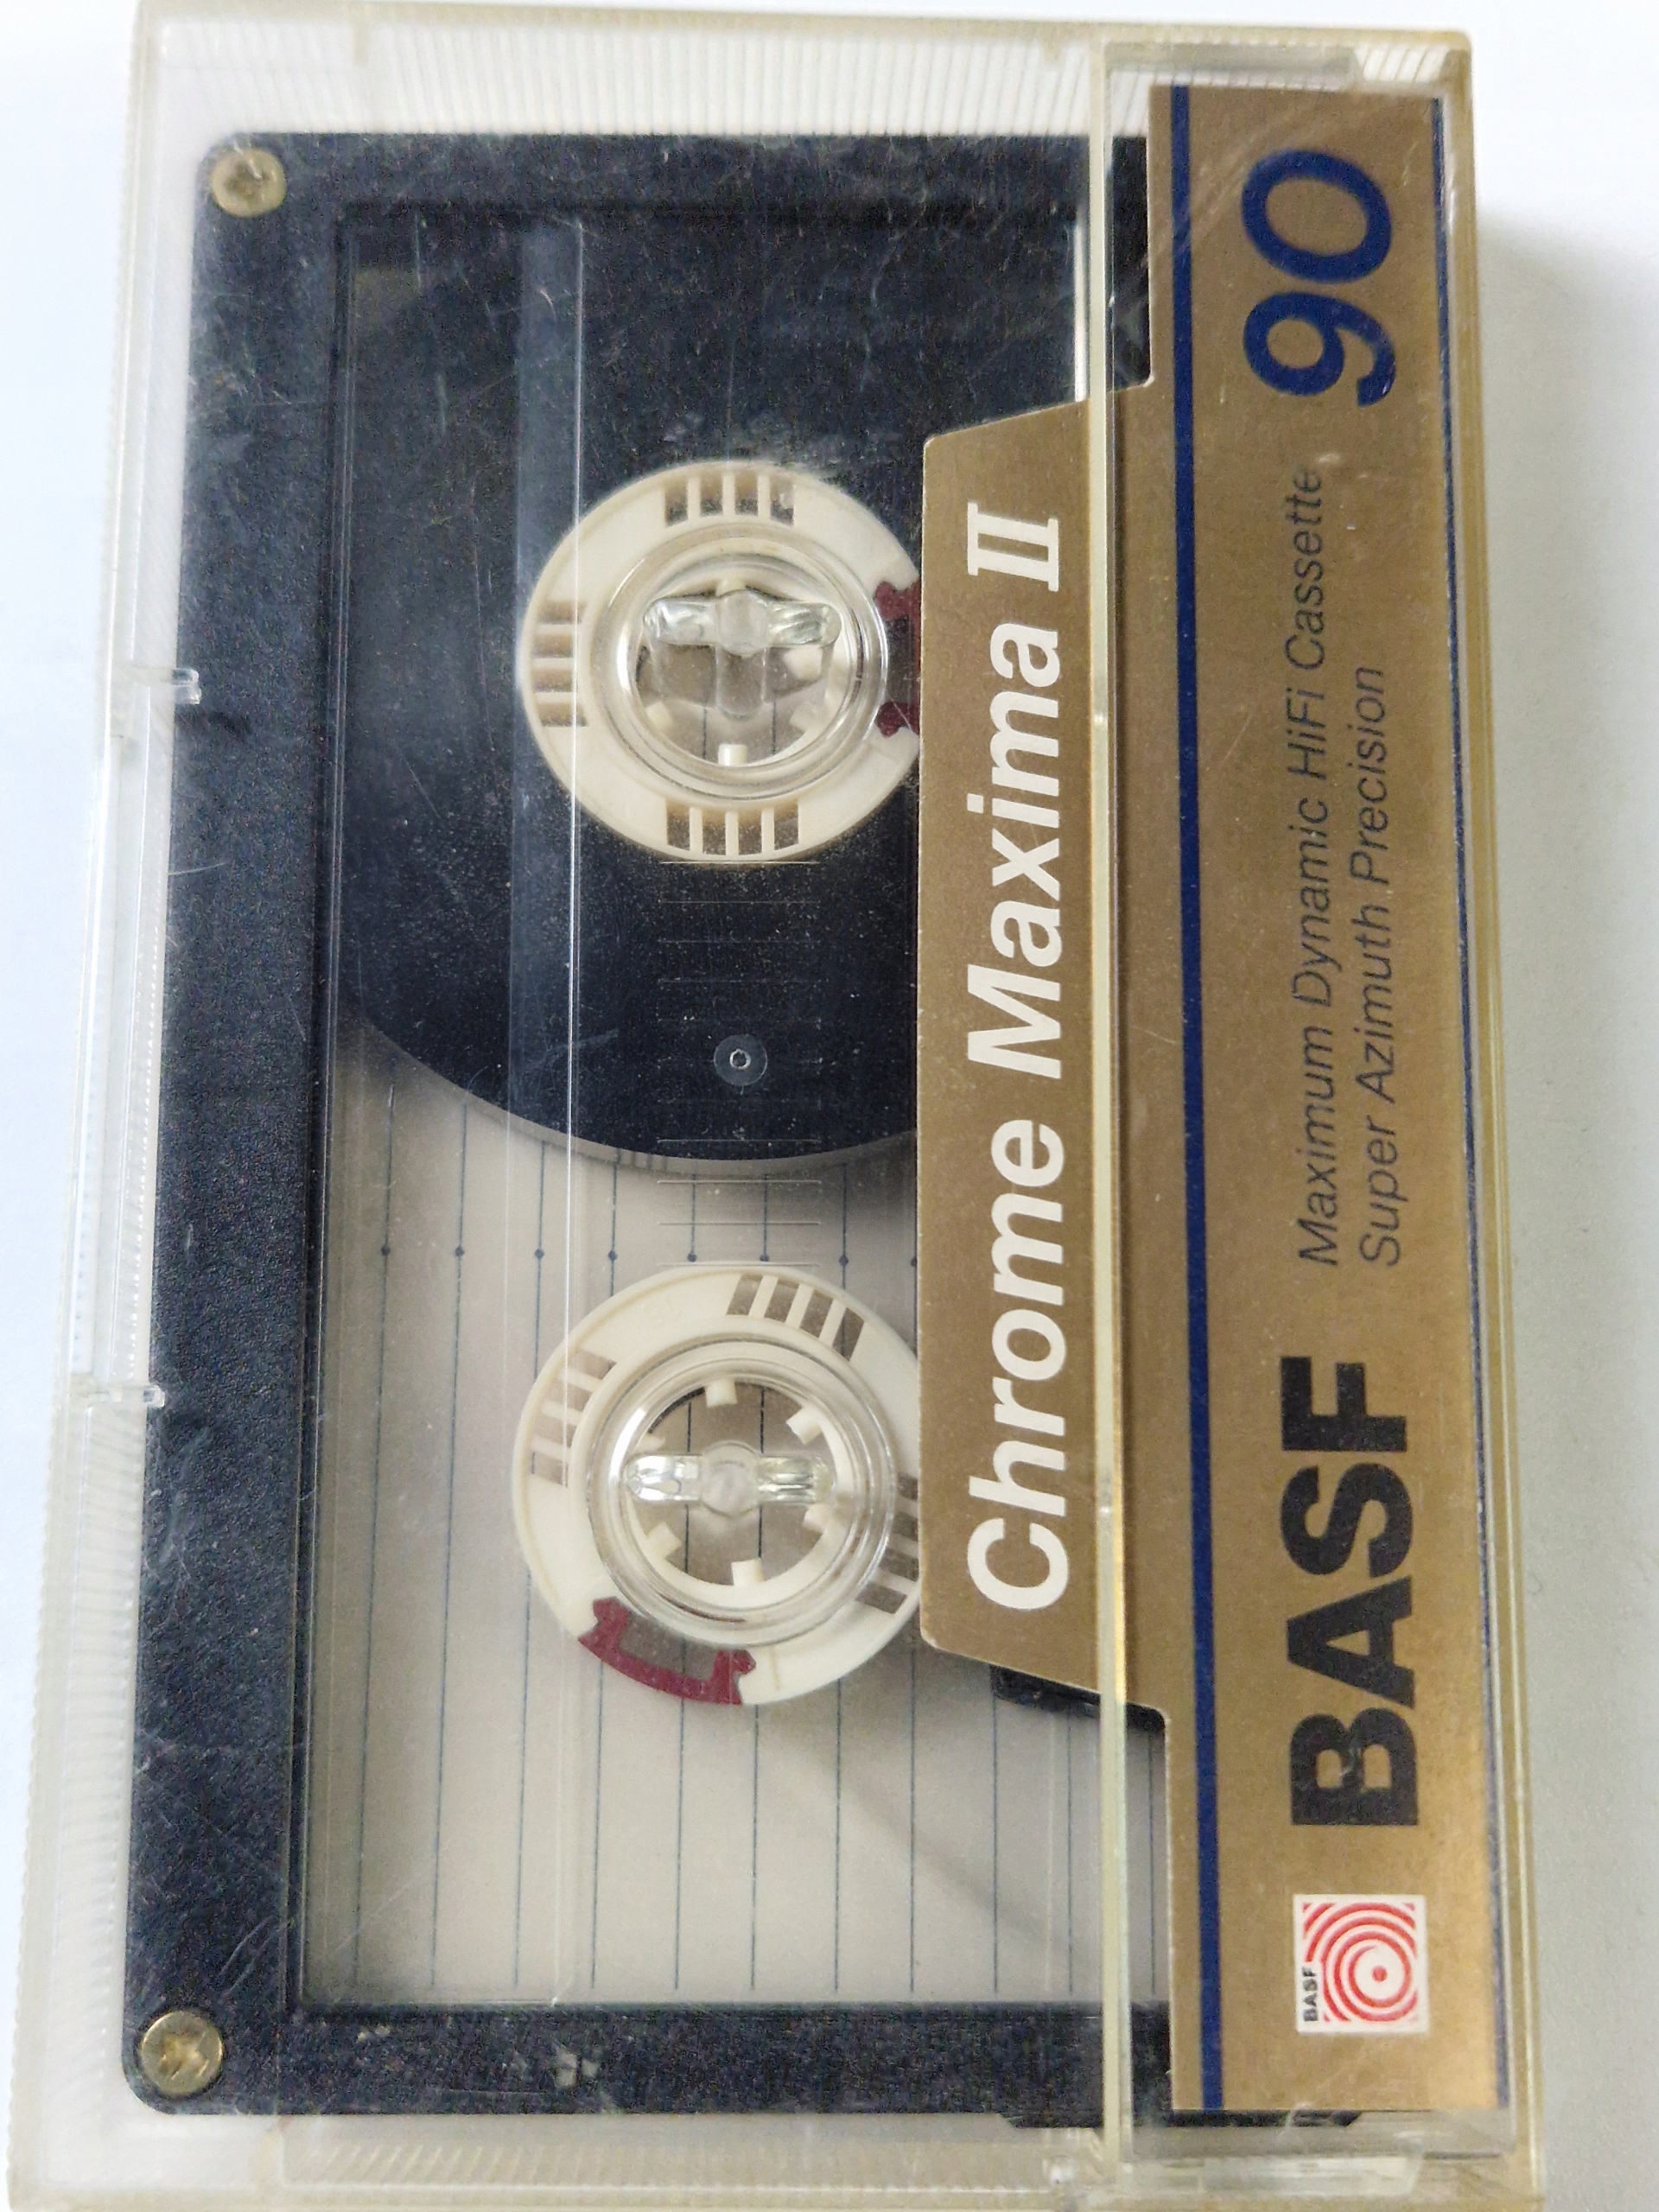 Chrome Maxima II
BASF
BASF
Maximum Dynamic HiFi Cassette
Super Azimuth Precision
90